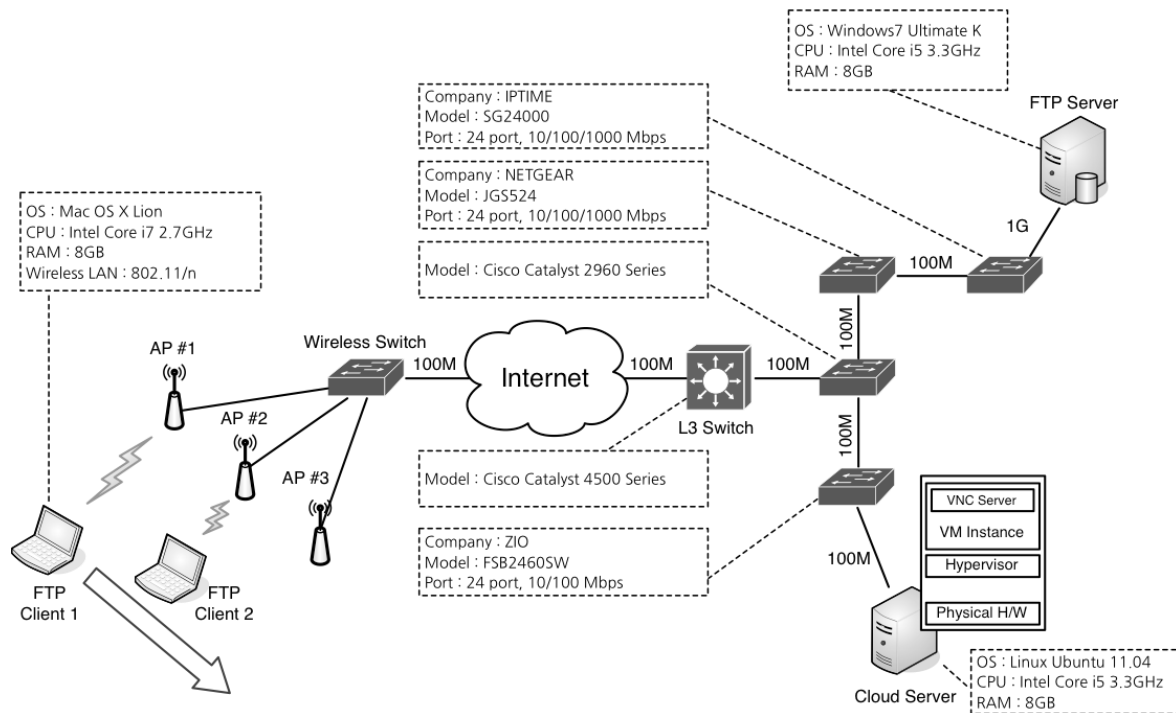 OS : Windows7 Ultimate K
CPU : Intel Core i5 3.3GHz
RAM : 8GB
FTP Server
Company : IPTIME
Model : SG24000
Port : 24 port, 10/100/1000 Mbps
Company : NETGEAR
Model : JGS524
Port : 24 port, 10/100/1000 Mbps
OS : Mac OS X Lion
CPU : Intel Core i7 2.7GHz
RAM : 8GB
Wireless LAN : 802.11/n
Model : Cisco Catalyst 2960 Series
1G
100M
100M
AP #1
Wireless Switch
100M
Internet
100M
100M
L3 Switch
AP #2
100M
AP #3
Model : Cisco Catalyst 4500 Series
Company : ZIO
Model : FSB2460SW
Port : 24 port, 10/100 Mbps
100M
VNC Server
VM Instance
Hypervisor
Physical H/W
FTP
Client 1
FTP
Client 2
Cloud Server
OS : Linux Ubuntu 11.04
CPU : Intel Core i5 3.3GHz
RAM : 8GB